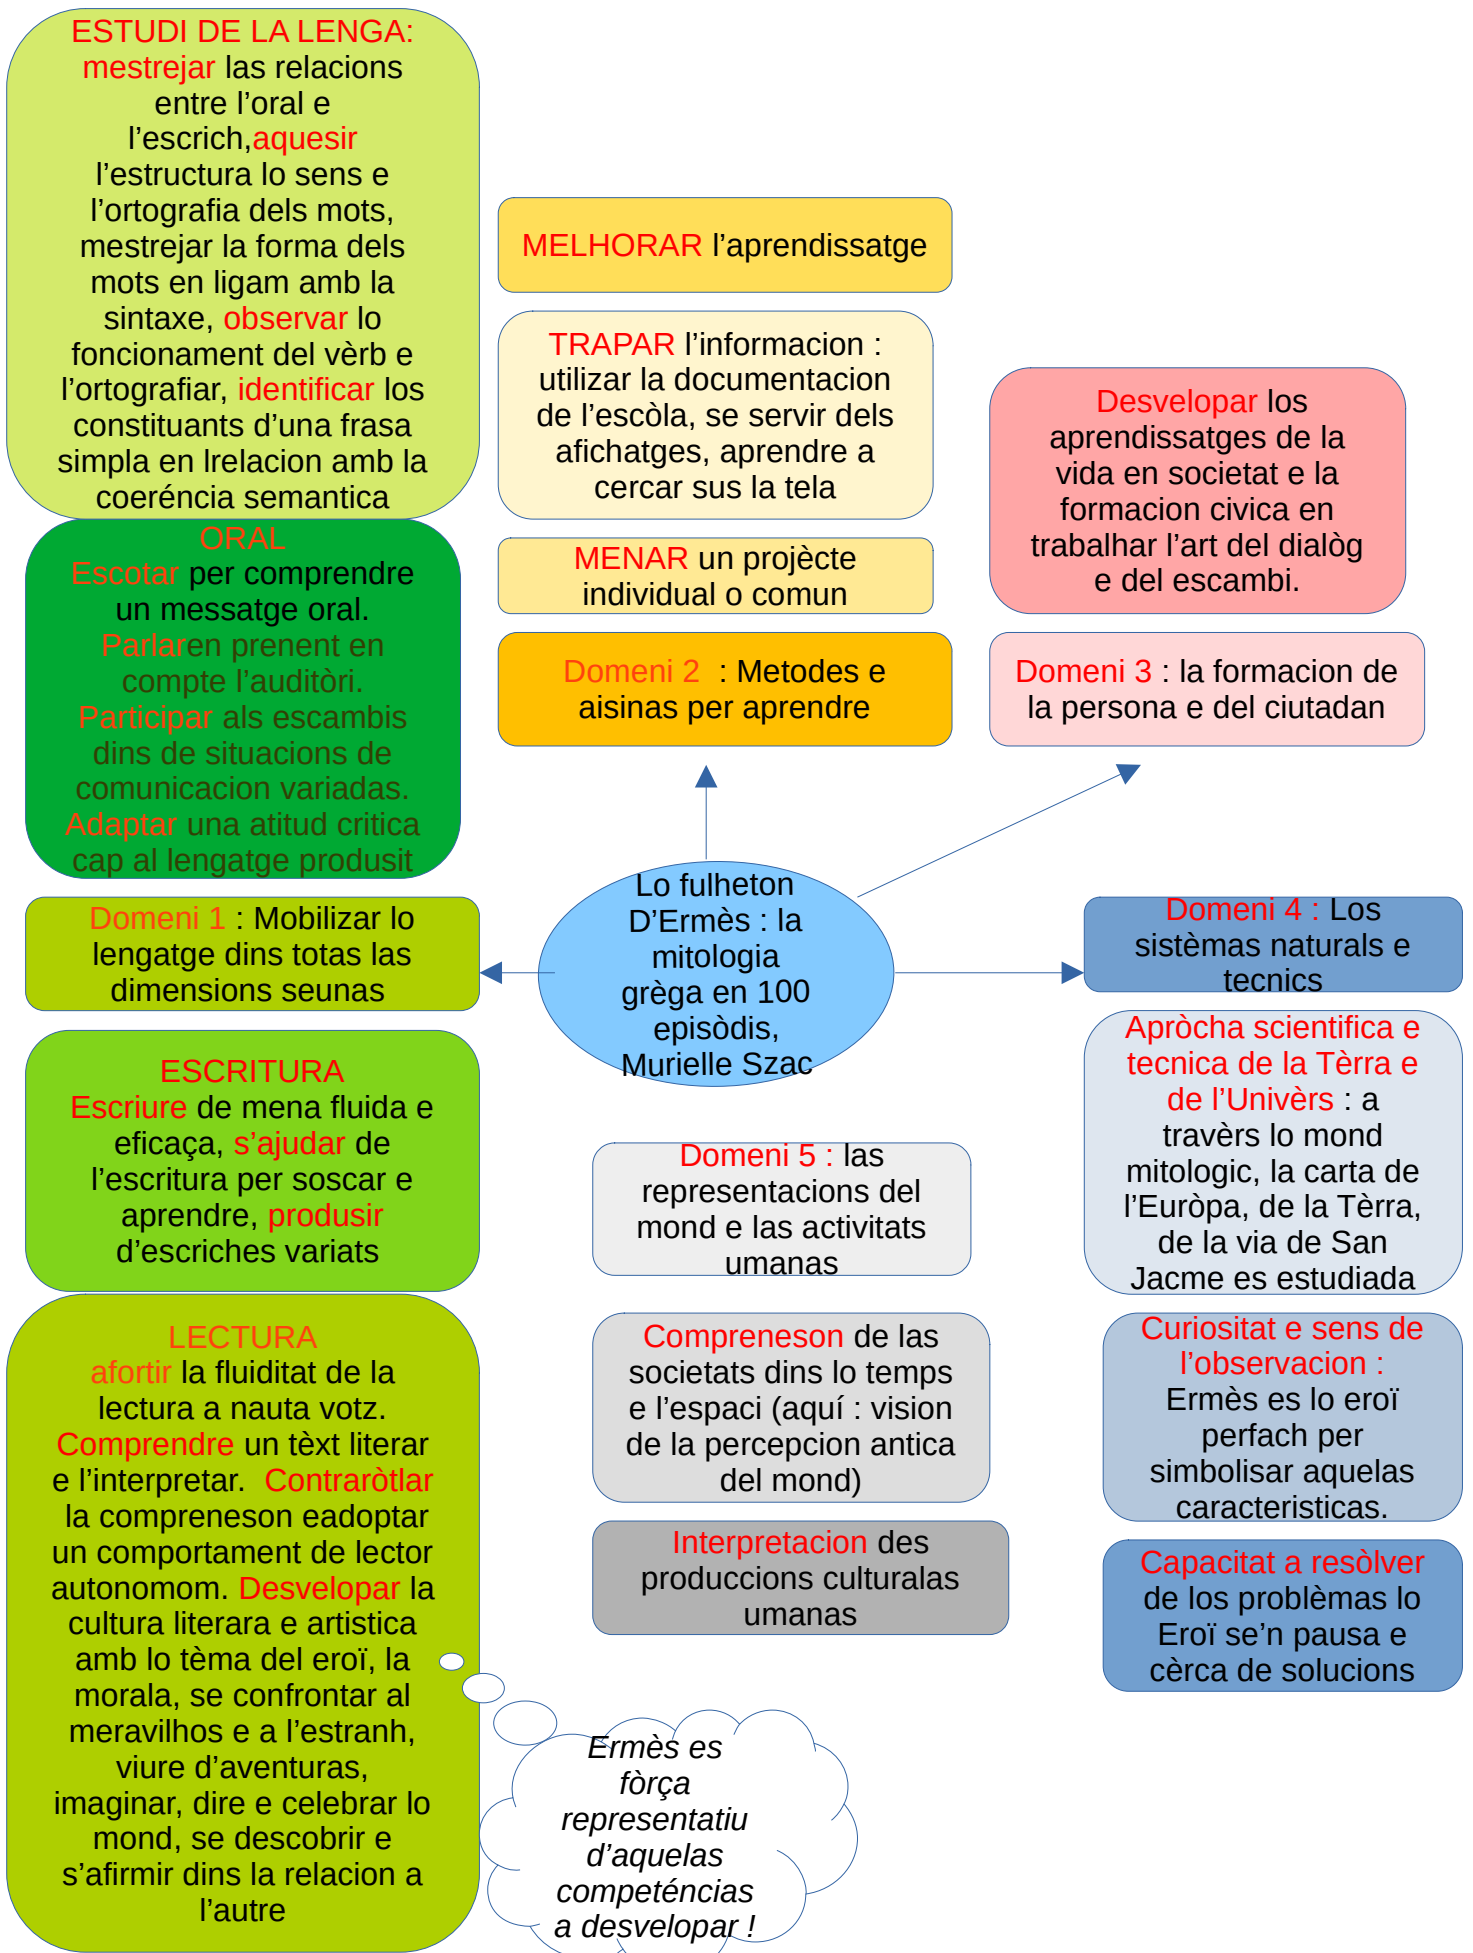 ESTUDI DE LA LENGA:
mestrejar las relacions
entre l’oral e
l’escrich,aquesir
l’estructura lo sens e
l’ortografia dels mots,
mestrejar la forma dels
mots en ligam amb la
sintaxe, observar lo
foncionament del vèrb e
l’ortografiar, identificar los
constituants d’una frasa
simpla en lrelacion amb la
coeréncia semantica
ORAL
Escotar per comprendre
un messatge oral.
Parlaren prenent en
compte l’auditòri.
Participar als escambis
dins de situacions de
comunicacion variadas.
Adaptar una atitud critica
cap al lengatge produsit
Domeni 1 : Mobilizar lo
lengatge dins totas las
dimensions seunas
ESCRITURA
Escriure de mena fluida e
eficaça, s’ajudar de
l’escritura per soscar e
aprendre, produsir
d’escriches variats
LECTURA
afortir la fluiditat de la
lectura a nauta votz.
Comprendre un tèxt literar
e l’interpretar.  Contraròtlar
la compreneson eadoptar
un comportament de lector
autonomom. Desvelopar la
cultura literara e artistica
amb lo tèma del eroï, la
morala, se confrontar al
meravilhos e a l’estranh,
viure d’aventuras,
imaginar, dire e celebrar lo
mond, se descobrir e
s’afirmir dins la relacion a
l’autre
MELHORAR l’aprendissatge
TRAPAR l’informacion :
utilizar la documentacion
de l’escòla, se servir dels
afichatges, aprendre a
cercar sus la tela
MENAR un projècte
individual o comun
Domeni 2  : Metodes e
aisinas per aprendre
Desvelopar los
aprendissatges de la
vida en societat e la
formacion civica en
trabalhar l’art del dialòg
e del escambi.
Domeni 3 : la formacion de
la persona e del ciutadan
Lo fulheton
D’Ermès : la
mitologia
grèga en 100
episòdis,
Murielle Szac
Domeni 4 : Los
sistèmas naturals e
tecnics
Apròcha scientifica e
tecnica de la Tèrra e
de l’Univèrs : a
travèrs lo mond
mitologic, la carta de
l’Euròpa, de la Tèrra,
de la via de San
Jacme es estudiada
Curiositat e sens de
l’observacion :
Ermès es lo eroï
perfach per
simbolisar aquelas
caracteristicas.
Capacitat a resòlver
de los problèmas lo
Eroï se’n pausa e
cèrca de solucions
Domeni 5 : las
representacions del
mond e las activitats
umanas
Compreneson de las
societats dins lo temps
e l’espaci (aquí : vision
de la percepcion antica
del mond)
Interpretacion des
produccions culturalas
umanas
Ermès es
fòrça
representatiu
d’aquelas
competéncias
a desvelopar !